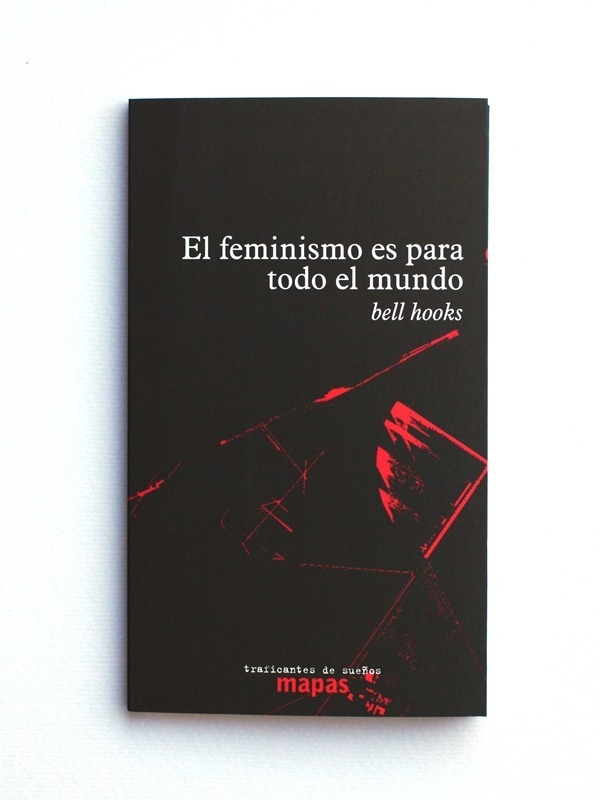 El feminismo es para
todo el mundo
bell hooks
traficantes de sueños
mapas